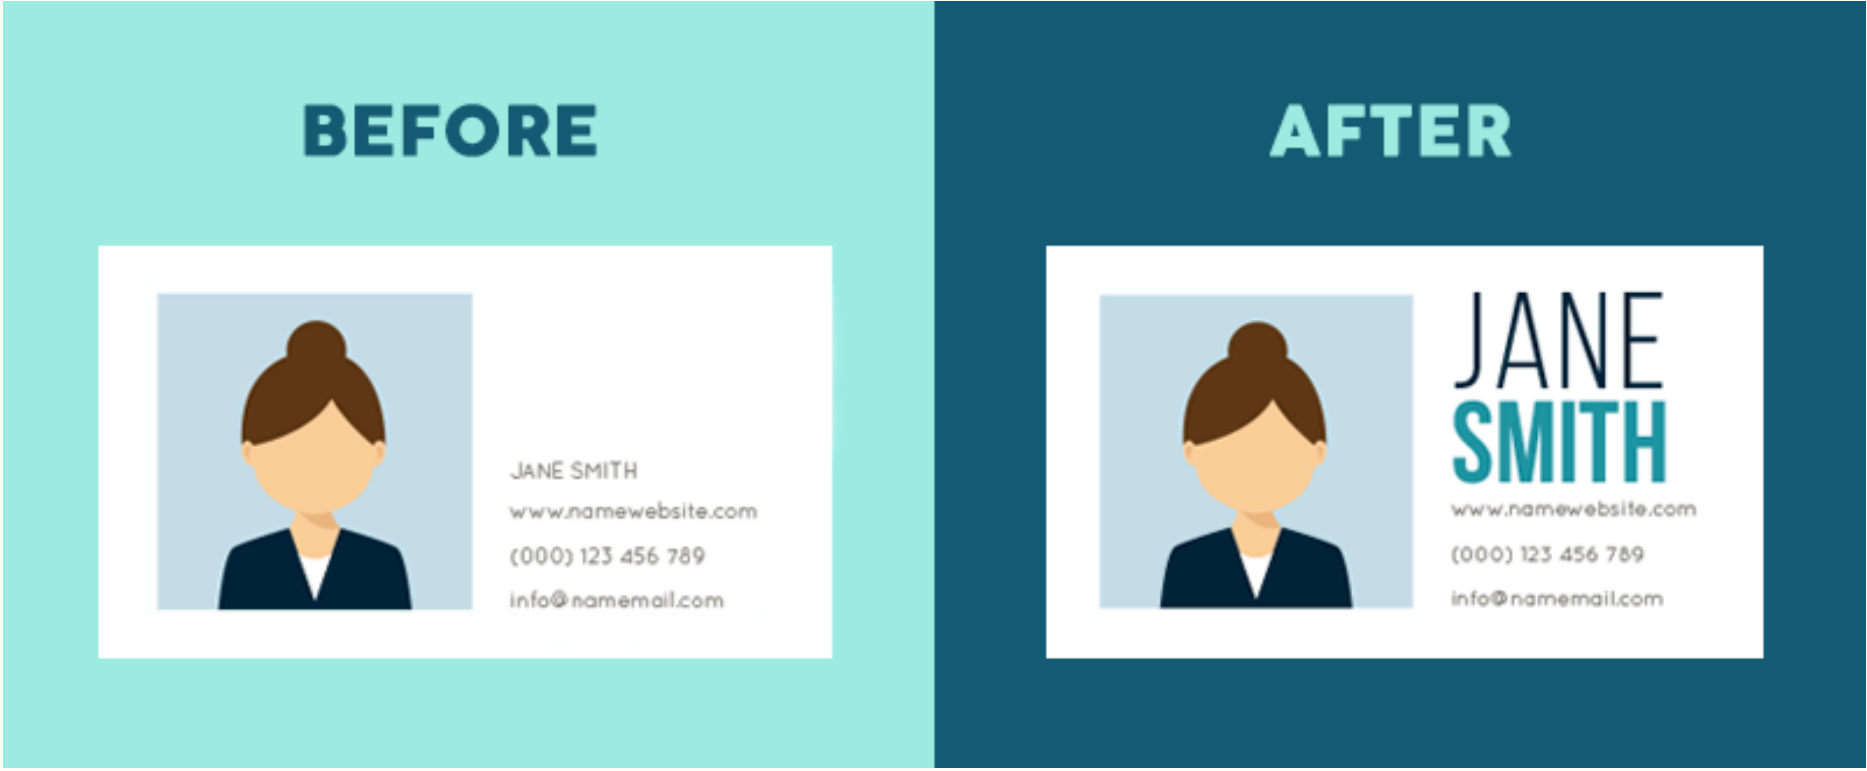 BEFORE
JANE SMITH
www.namewebsite.com
(000) 123 456 789
info@namemail.com
AFTER
JANE
SMITH
www.namewebsite.com
(000) 123 456 789
info@namemail.com